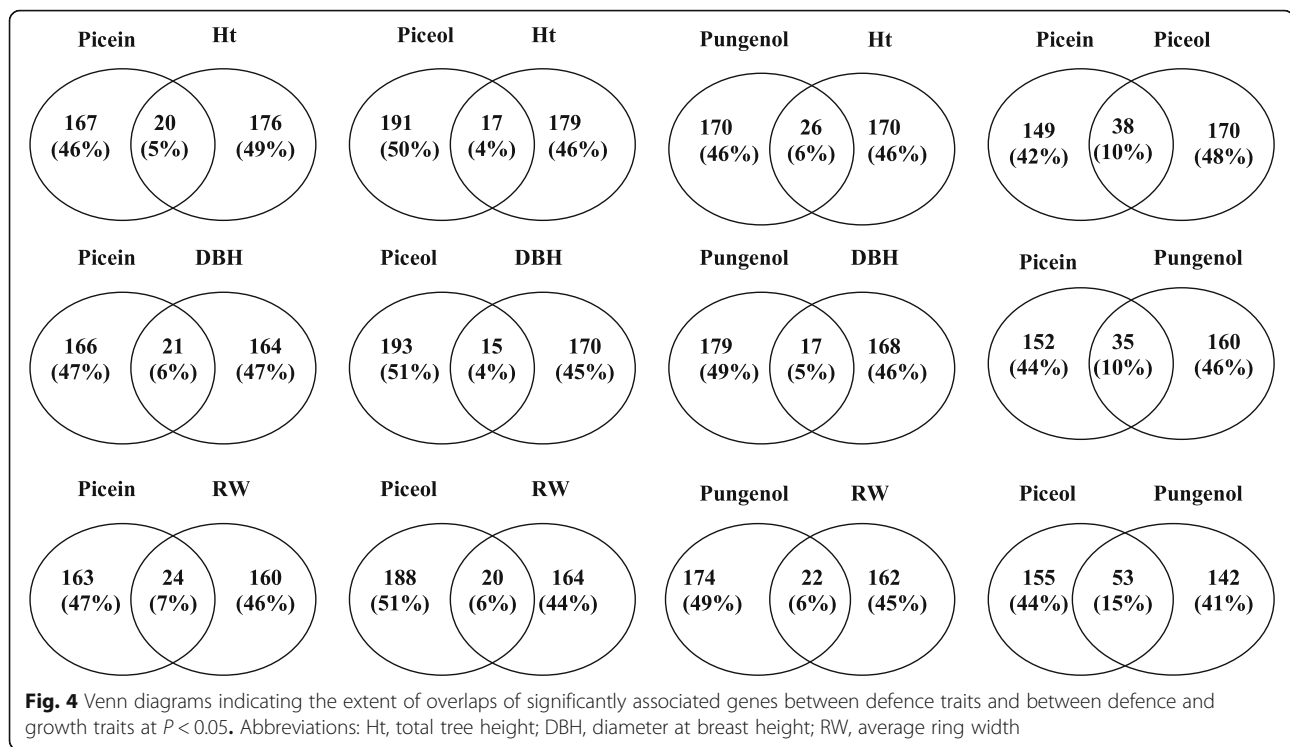 Picein Ht Piceol Ht Pungenol Ht Picein Piceol
167 20 176 191 17 179 170 26 170 149 38 170
(46%) (5%) (49%) (50%) (4%) (46%) (46%) (6%) (46%) (42%) (10%) (48%)
Picein DBH Piceol DBH Pungenol DBH Picein Pungenol
166 21 164 193 15 170 179 17 168 152 35 160
(47%) (6%) (47%) (51%) (4%) (45%) (49%) (5%) (46%) (44%) (10%) (46%)
Picein RW Piceol RW Pungenol RW Piceol Pungenol
163 24 160 188 20 164 174 22 162 155 53 142
(47%) (7%) (46%) (51%) (6%) (44%) (49%) (6%) (45%) (44%) (15%) (41%)
Fig. 4 Venn diagrams indicating the extent of overlaps of significantly associated genes between defence traits and between defence and
growth traits at P < 0.05. Abbreviations: Ht, total tree height; DBH, diameter at breast height; RW, average ring width